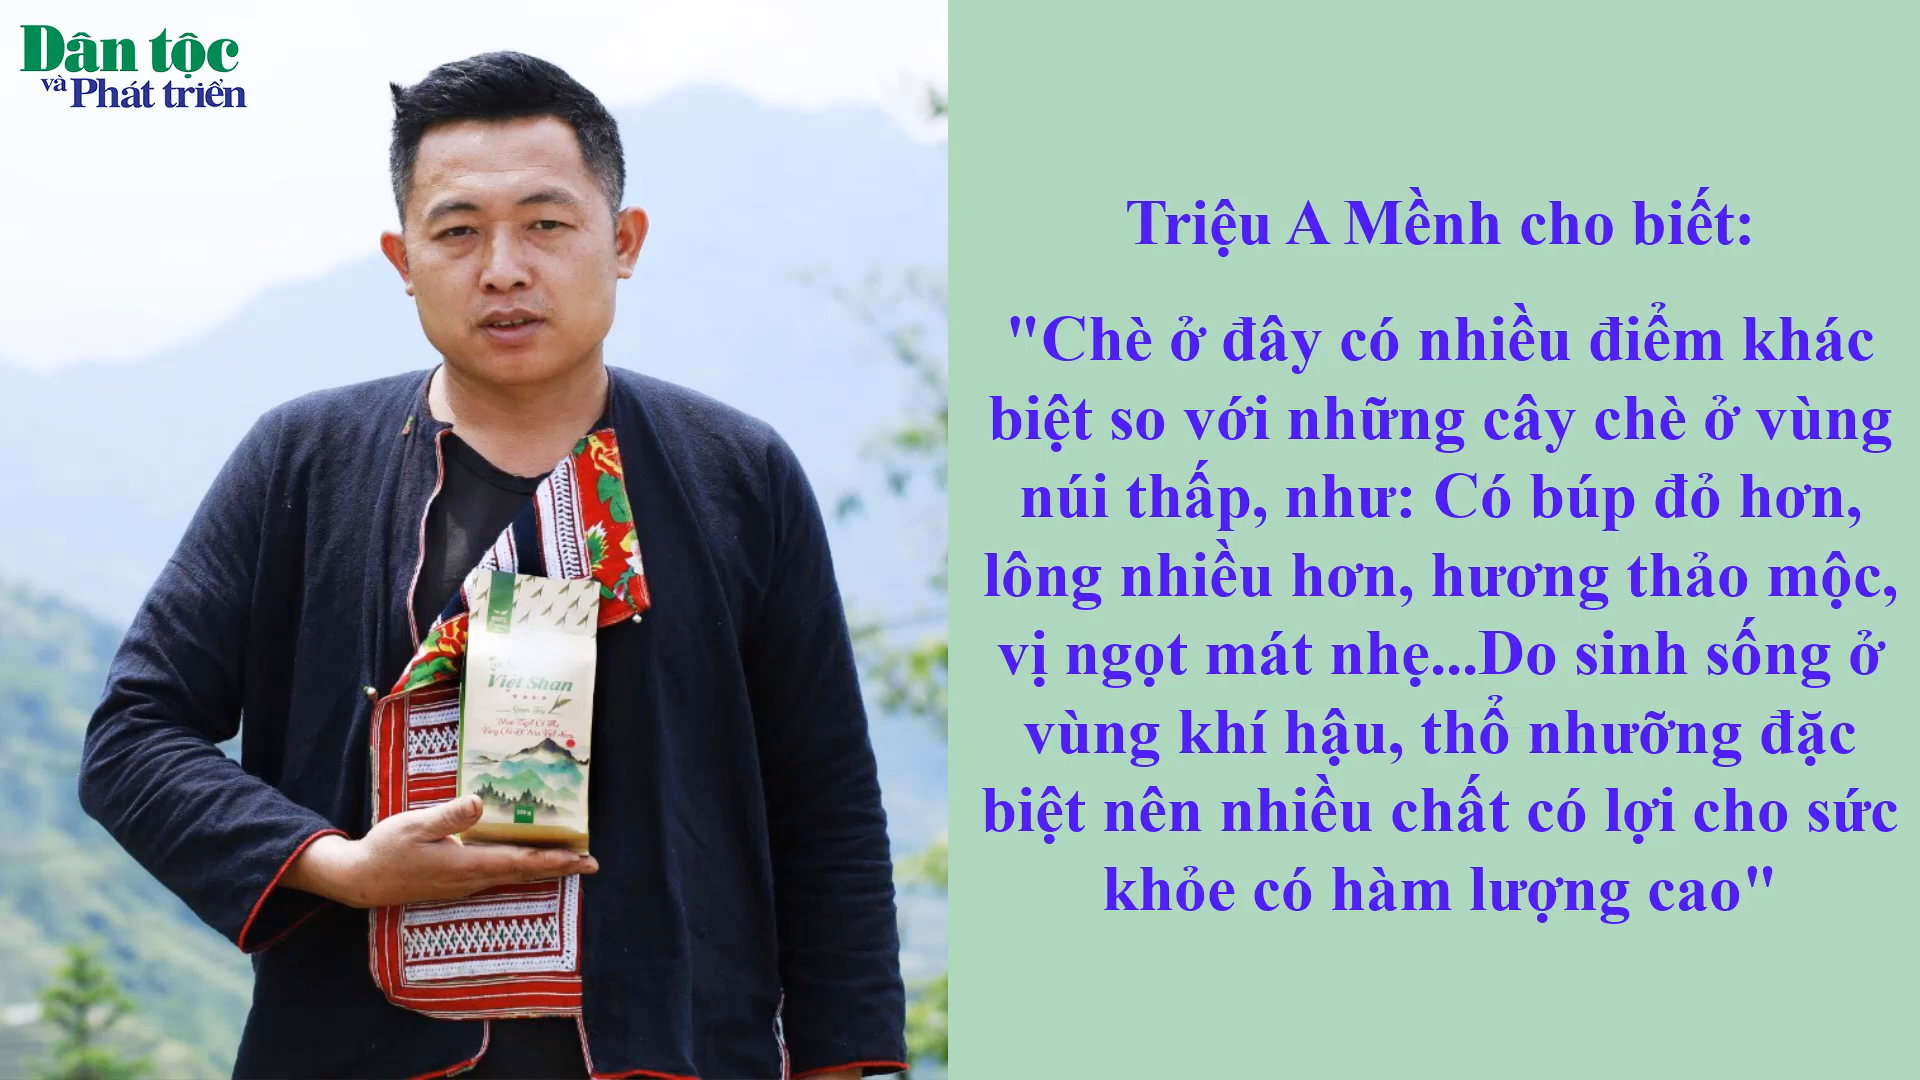 Dân tộc
và Phát triển
Triệu A Mềnh cho biết:
"Chè ở đây có nhiều điểm khác
biệt so với những cây chè ở vùng
núi thấp, như: Có búp đỏ hơn,
lông nhiều hơn, hương thảo mộc,
vị ngọt mát nhẹ...Do sinh sống ở
vùng khí hậu, thổ nhưỡng đặc
biệt nên nhiều chất có lợi cho sức
khỏe có hàm lượng cao"
100%
Việt Shan